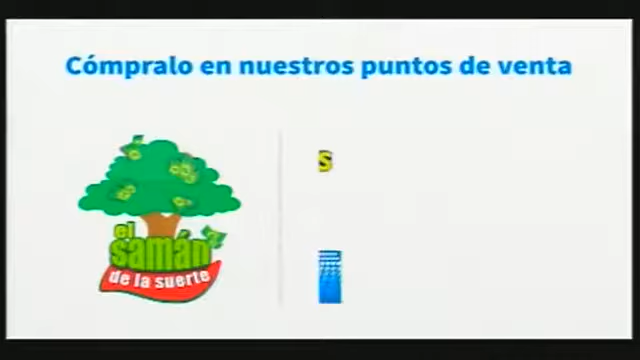 Cómpralo en nuestros puntos de venta
el
samán
de la suerte
S